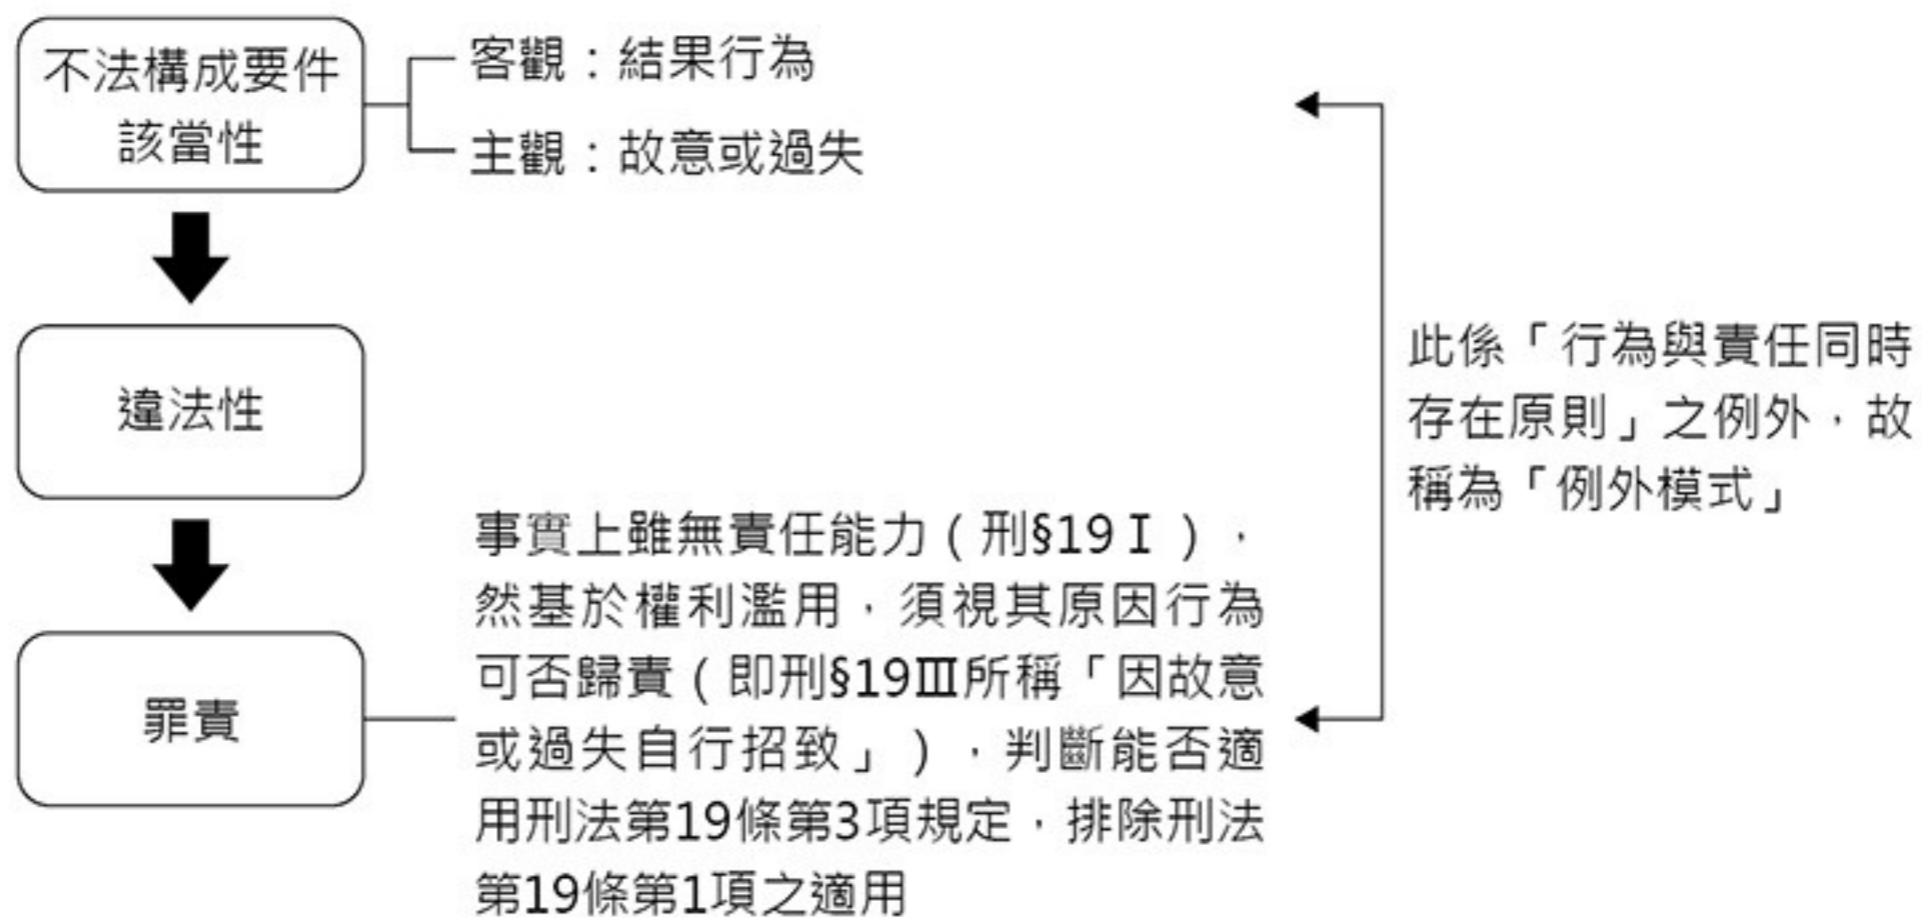 不法構成要件
該當性
客觀：結果行為
主觀：故意或過失
違法性
罪責
事實上雖無責任能力（刑§19Ⅰ），
然基於權利濫用，須視其原因行為
可否歸責（即刑§19Ⅲ所稱「因故意
或過失自行招致」），判斷能否適
用刑法第19條第3項規定，排除刑法
第19條第1項之適用
此係「行為與責任同時
存在原則」之例外，故
稱為「例外模式」